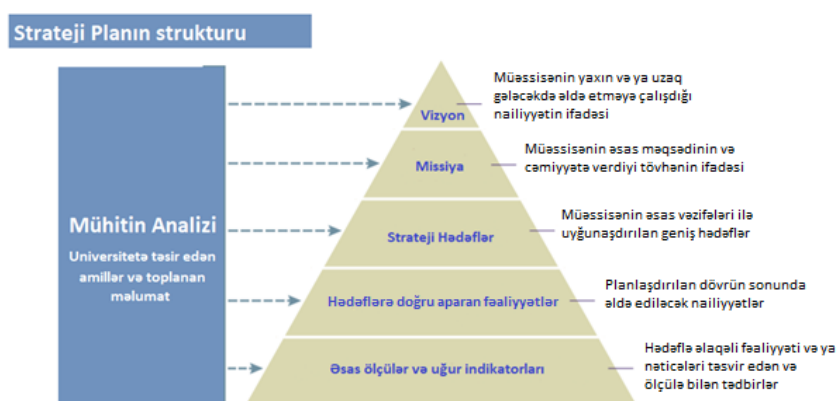 Strateji Planın strukturu
Mühitin Analizi
Universitetə təsir edən
amillər və toplanan
məlumat
Vizyon
Müəssisənin yaxın və ya uzaq
gələcəkdə əldə etməyə çalışdığı
nailiyyətin ifadəsi
Missiya
Müəssisənin əsas məqsədinin və
cəmiyyətə verdiyi tövhənin ifadəsi
Strateji Hədəflər
Müəssisənin əsas vəzifələri ilə
uyğunaşdırılan geniş hədəflər
Hədəflərə doğru aparan fəaliyyətlər
Planlaşdırılan dövrün sonunda
əldə ediləcək nailiyyətlər
Əsas ölçülər və uğur indikatorları
Hədəflə əlaqəli fəaliyyəti və ya
nəticələri təsvir edən və
ölçülə bilən tədbirlər